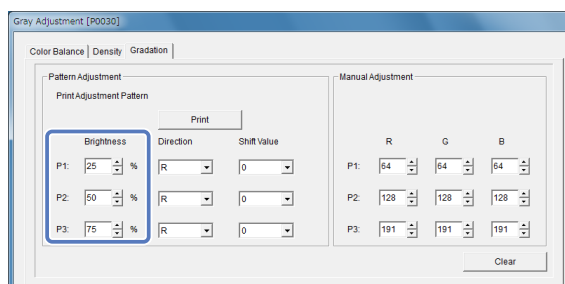 Gray Adjustment [P0030]
Color Balance Density Gradation
Pattern Adjustment Manual Adjustment
Print Adjustment Pattern
Print
Brightness Direction Shift Value R G B
P1: 25 % R 0 P1: 64 64 64
P2: 50 % R 0 P2: 128 128 128
P3: 75 % R 0 P3: 191 191 191
Clear